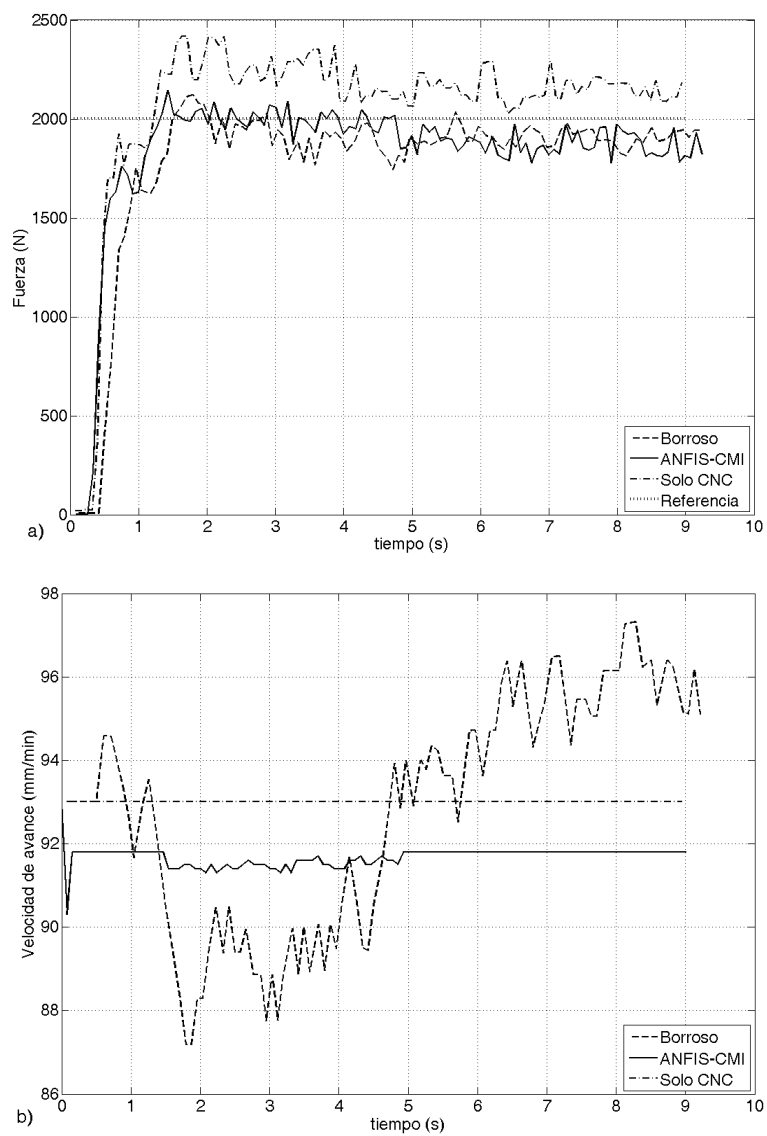 2500
2000
1500
1000
500
0
Fuerza (N)
0
1
2
3
4
5
6
7
8
9
10
tiempo (s)
Borroso
ANFIS-CMI
Solo CNC
Referencia
a)
98
96
94
92
90
88
86
Velocidad de avance (mm/min)
0
1
2
3
4
5
6
7
8
9
10
tiempo (s)
Borroso
ANFIS-CMI
Solo CNC
b)